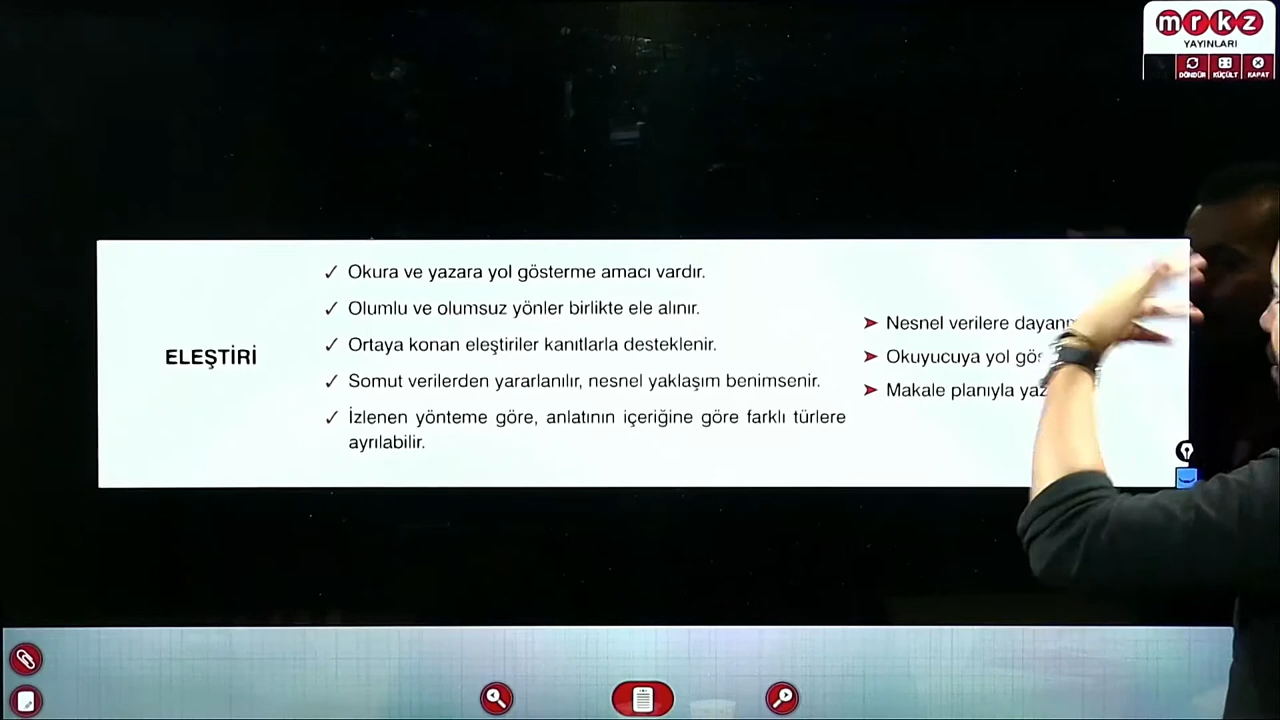 mrkz
YAYINLARI
DÖNDÜR KÜÇÜLT KAPAT
ELEŞTİRİ
✓ Okura ve yazara yol gösterme amacı vardır.
✓ Olumlu ve olumsuz yönler birlikte ele alınır.
✓ Ortaya konan eleştiriler kanıtlarla desteklenir.
✓ Somut verilerden yararlanılır, nesnel yaklaşım benimsenir.
✓ İzlenen yönteme göre, anlatının içeriğine göre farklı türlere
ayrılabilir.
➤ Nesnel verilere
➤ Okuyucuya yol
➤ Makale planıyla